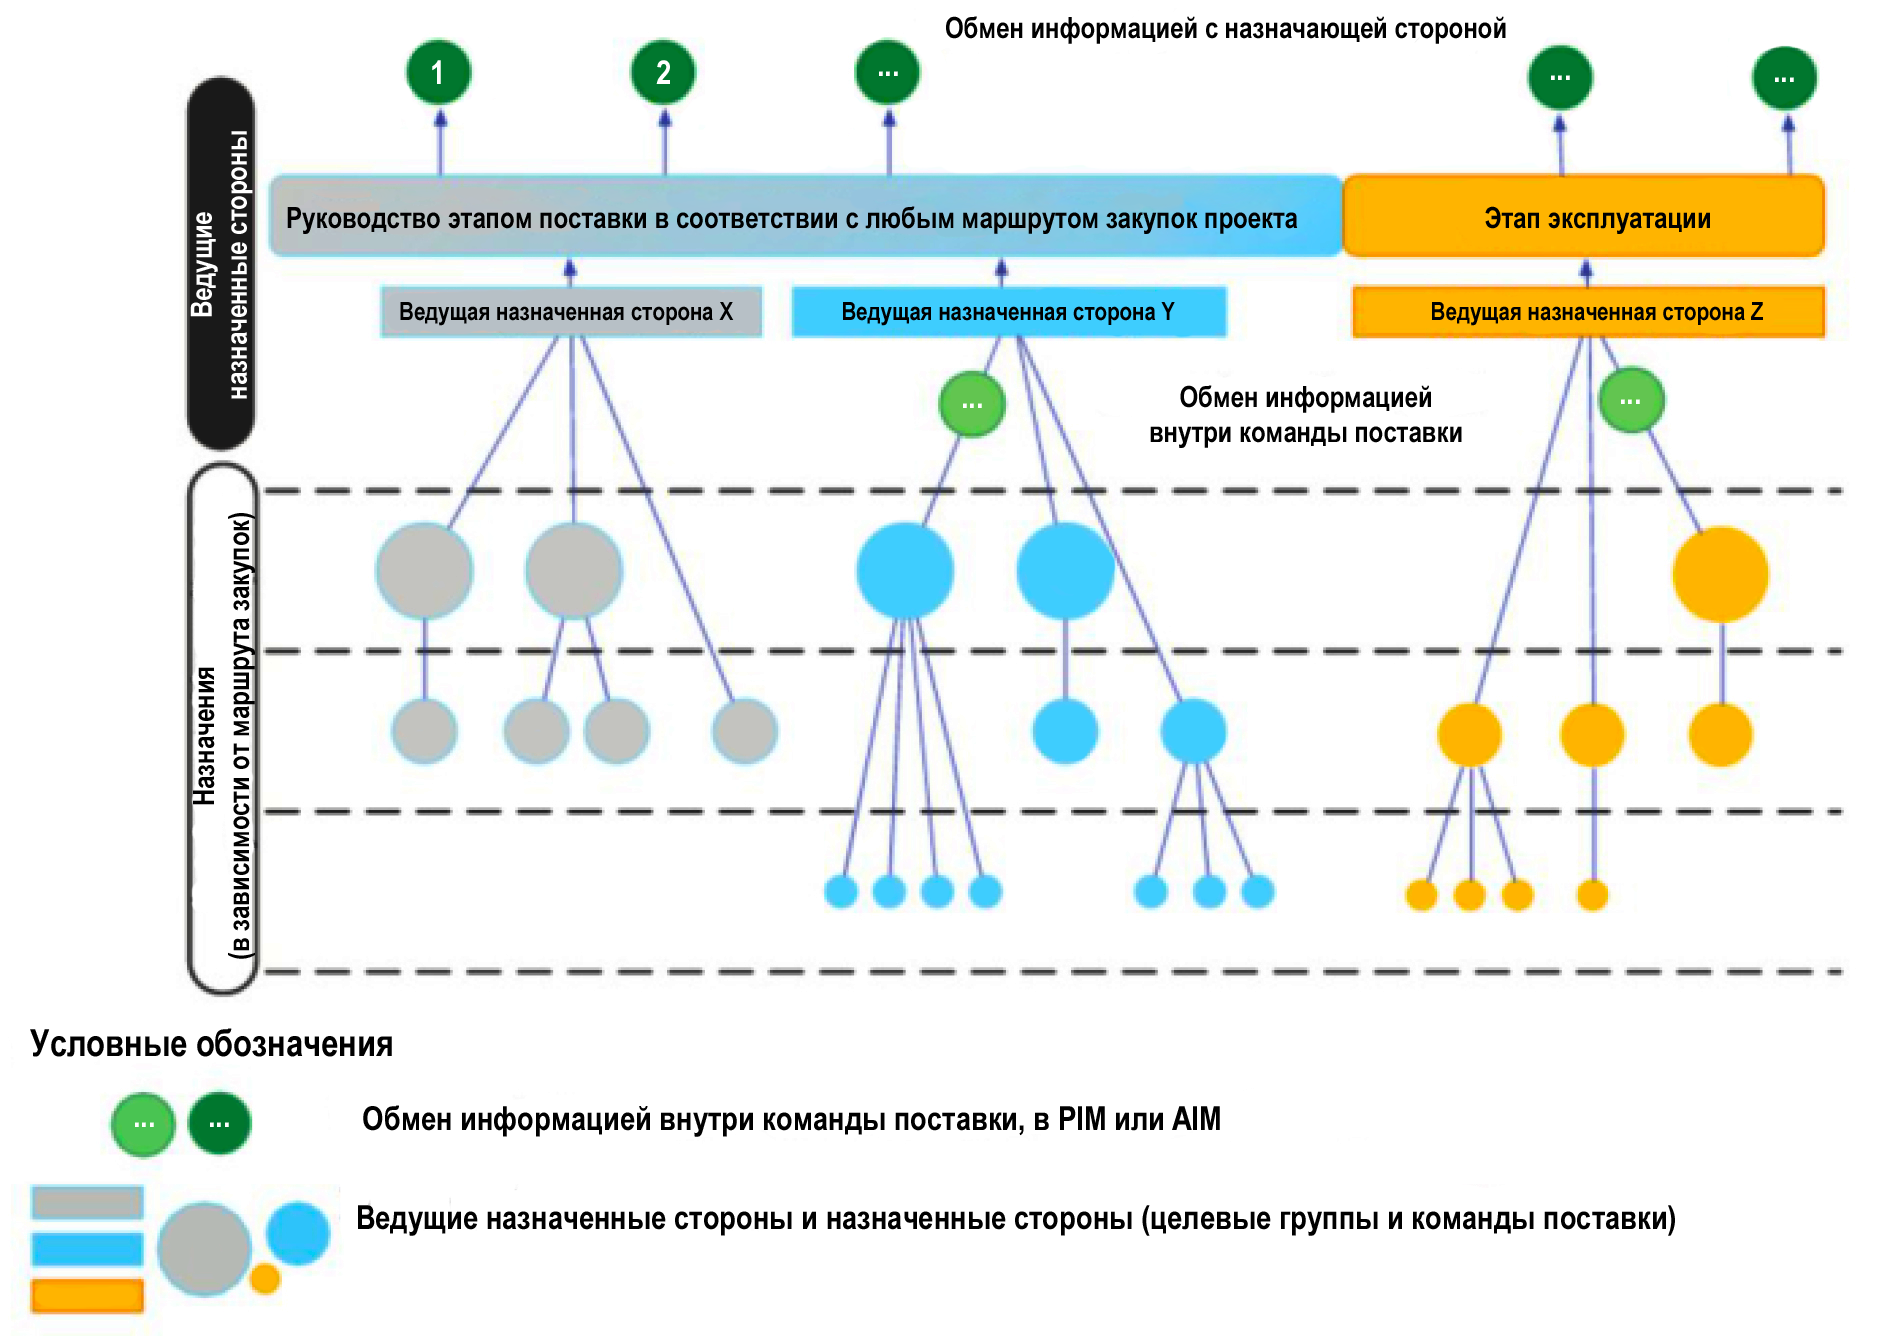 Обмен информацией с назначающей стороной
1
2
...
...
...
Ведущие
назначенные стороны
Руководство этапом поставки в соответствии с любым маршрутом закупок проекта
Этап эксплуатации
Ведущая назначенная сторона X
Ведущая назначенная сторона Y
Ведущая назначенная сторона Z
...
...
Обмен информацией
внутри команды поставки
Назначения
(в зависимости от маршрута закупок)
Условные обозначения
...
...
Обмен информацией внутри команды поставки, в PIM или AIM
Ведущие назначенные стороны и назначенные стороны (целевые группы и команды поставки)